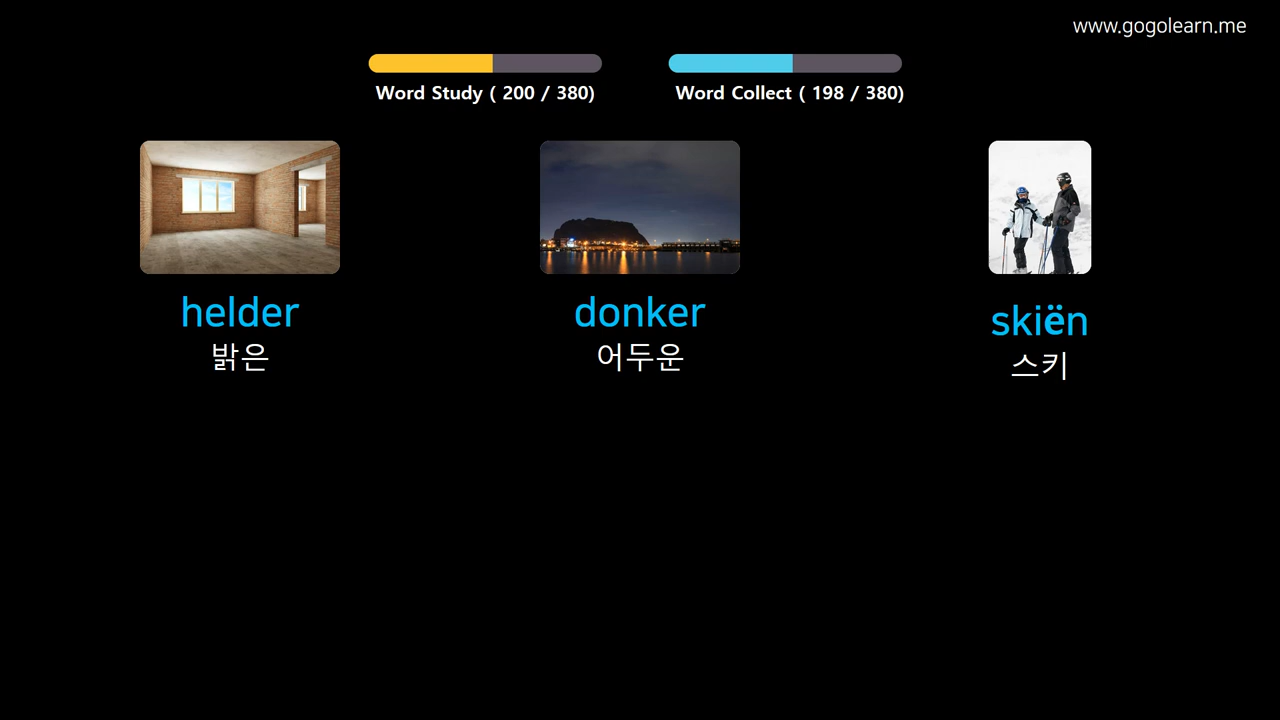 www.gogolearn.me
Word Study ( 200 / 380)
Word Collect ( 198 / 380)
helder
밝은
donker
어두운
skiën
스키